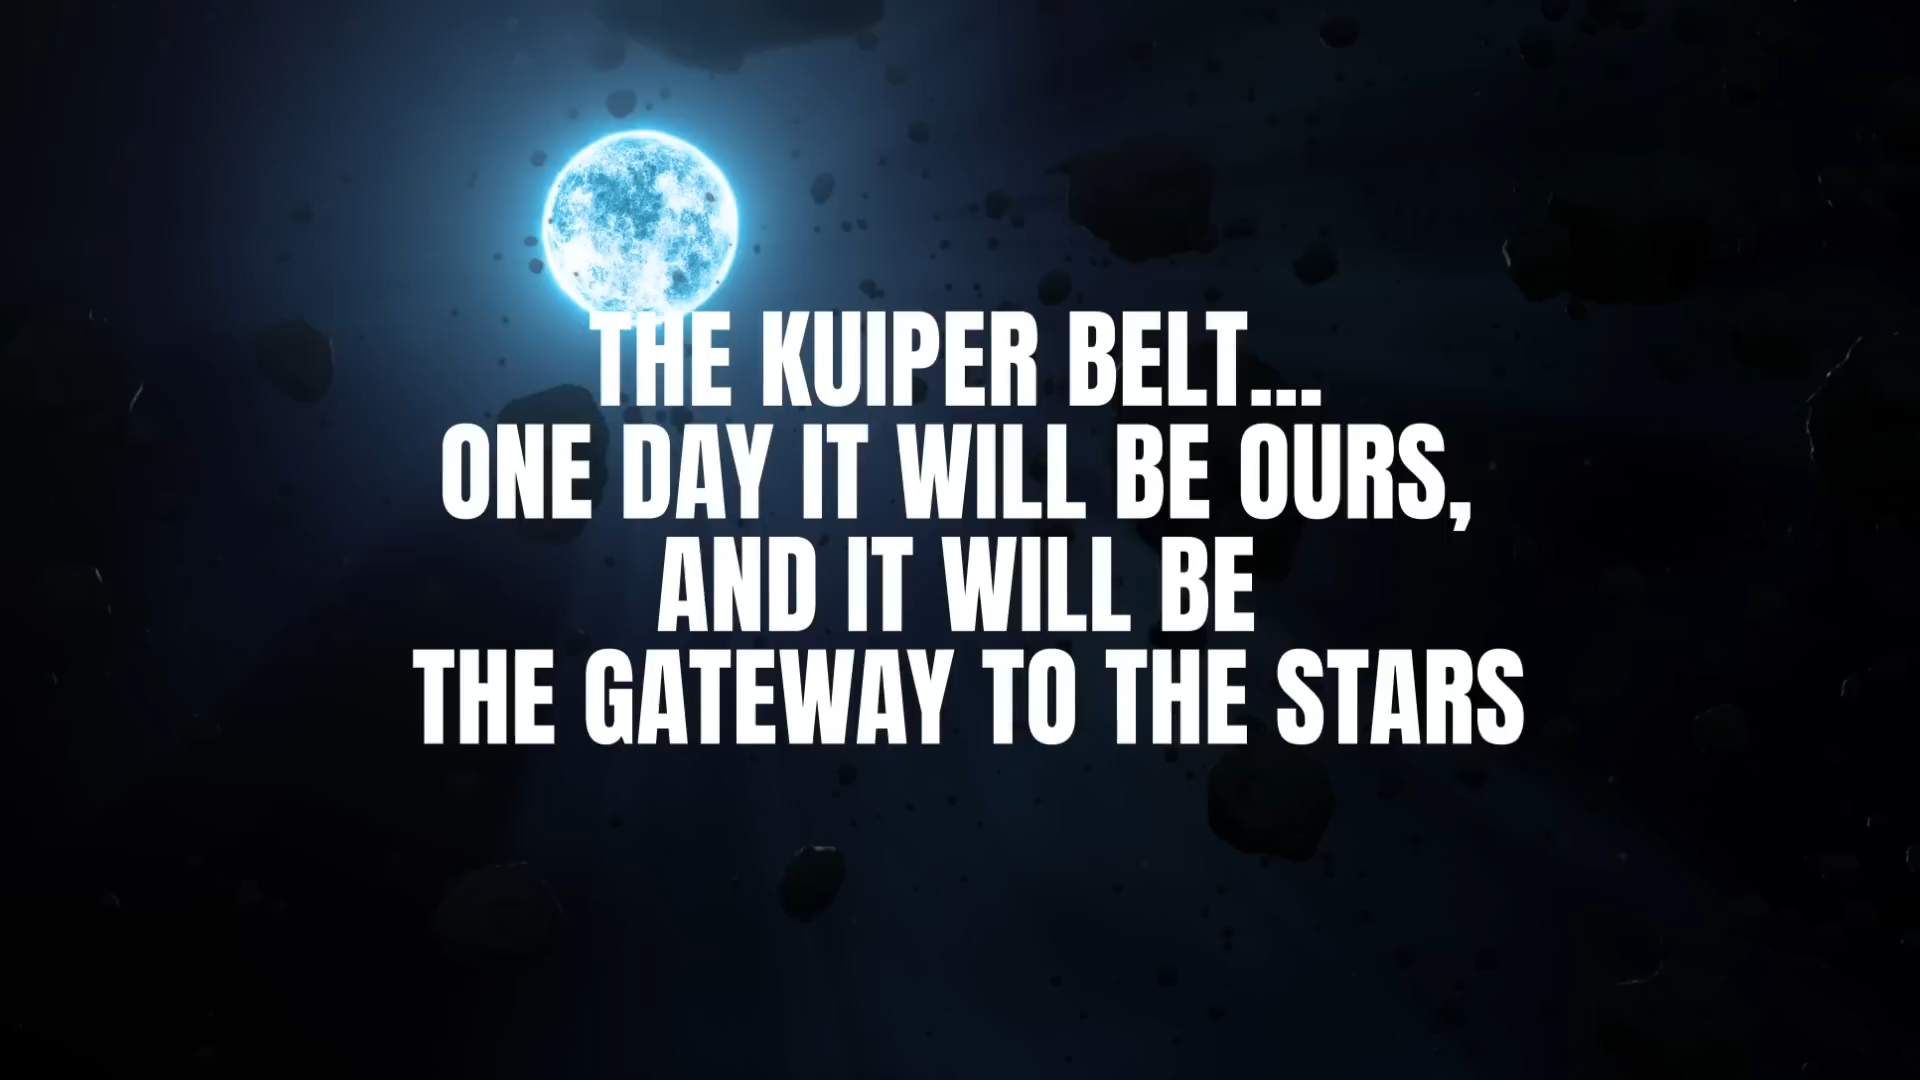 THE KUIPER BELT...
ONE DAY IT WILL BE OURS,
AND IT WILL BE
THE GATEWAY TO THE STARS